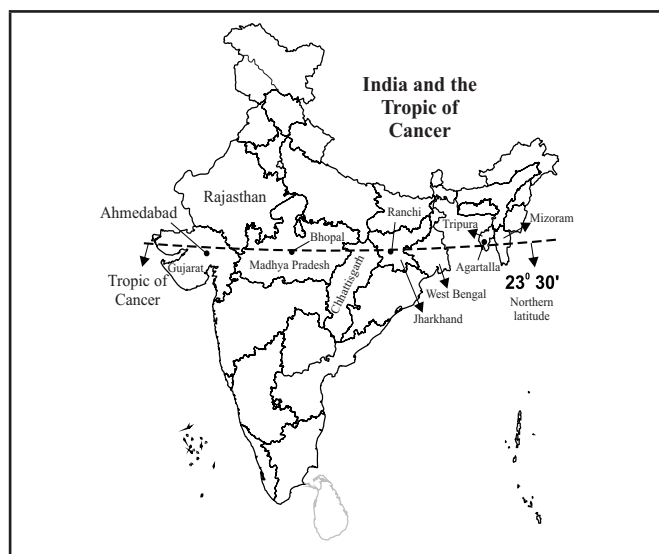 India and the
Tropic of
Cancer
Rajasthan
Ahmedabad
Ranchi
Tripura
Mizoram
Bhopal
Gujarat
Madhya Pradesh
Chhattisgarh
Agartalla
Tropic of
Cancer
23⁰ 30'
Northern
latitude
West Bengal
Jharkhand